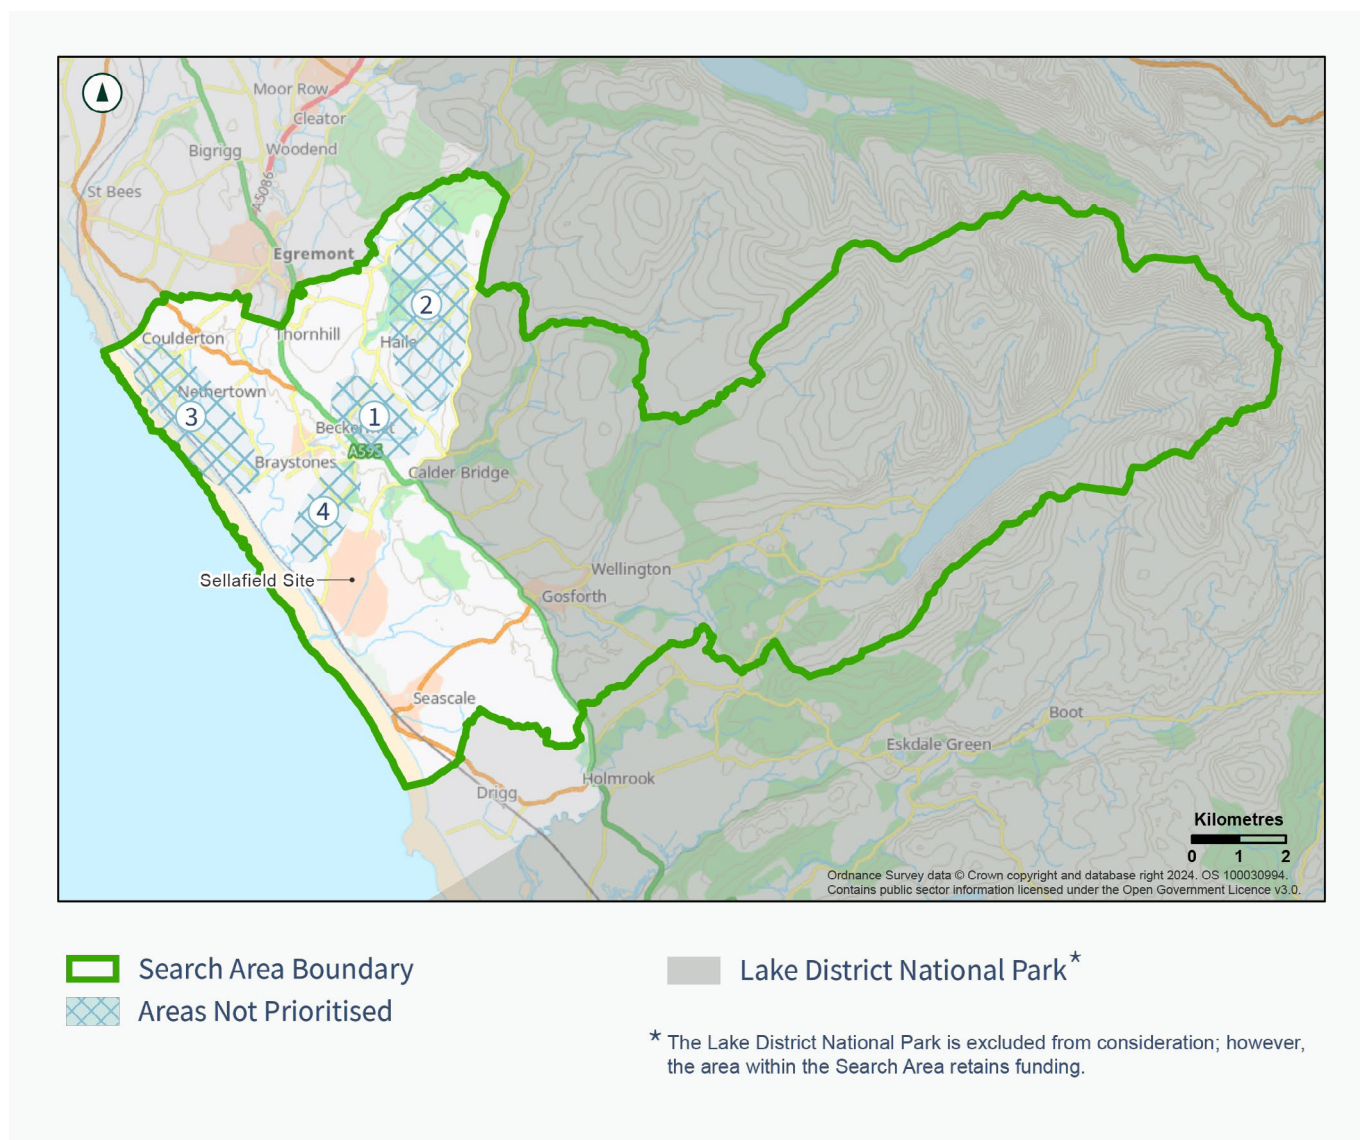 Moor Row
Cleator
Bigrigg
Woodend
A5086
St Bees
Egremont
2
Coulderton
Thornhill
Haile
Nethertown
3
1
Beckermet
A595
Braystones
Calder Bridge
4
Sellafield Site
Wellington
Gosforth
Seascale
Boot
Eskdale Green
Holmrook
Drigg
Kilometres
0 1 2
Ordnance Survey data © Crown copyright and database right 2024. OS 100030994.
Contains public sector information licensed under the Open Government Licence v3.0.
Search Area Boundary
Lake District National Park*
Areas Not Prioritised
* The Lake District National Park is excluded from consideration; however,
the area within the Search Area retains funding.